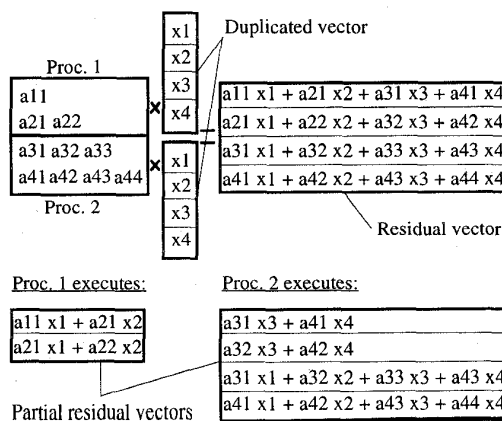 Proc. 1
a11
a21 a22
a31 a32 a33
a41 a42 a43 a44
Proc. 2
×
×
x1
x2
x3
x4
x1
x2
x3
x4
Duplicated vector
a11 x1 + a21 x2 + a31 x3 + a41 x4
a21 x1 + a22 x2 + a32 x3 + a42 x4
a31 x1 + a32 x2 + a33 x3 + a43 x4
a41 x1 + a42 x2 + a43 x3 + a44 x4
Residual vector
Proc. 1 executes:
a11 x1 + a21 x2
a21 x1 + a22 x2
Partial residual vectors
Proc. 2 executes:
a31 x3 + a41 x4
a32 x3 + a42 x4
a31 x1 + a32 x2 + a33 x3 + a43 x4
a41 x1 + a42 x2 + a43 x3 + a44 x4